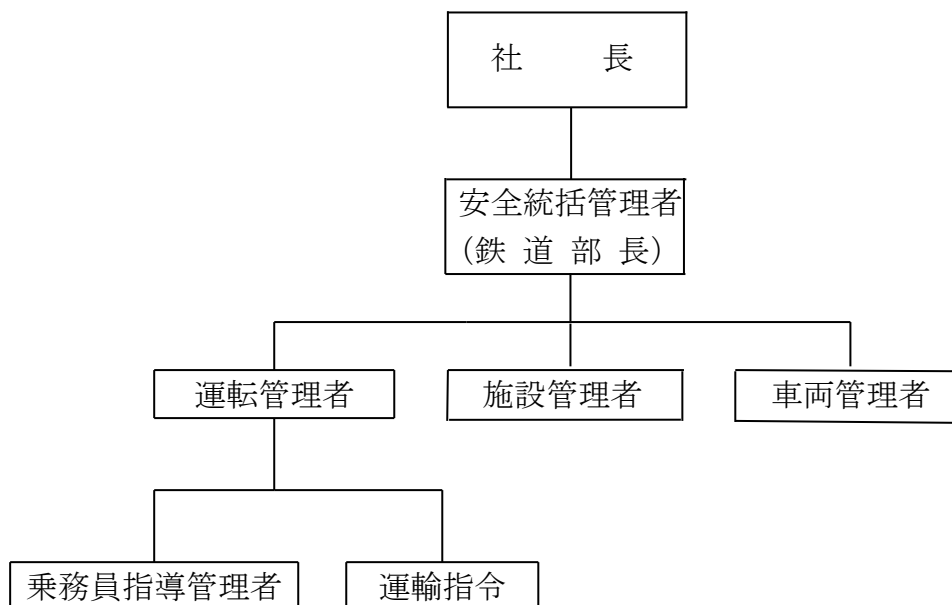 社　　長
安全統括管理者
（鉄 道 部 長）
運転管理者
施設管理者
車両管理者
乗務員指導管理者
運輸指令